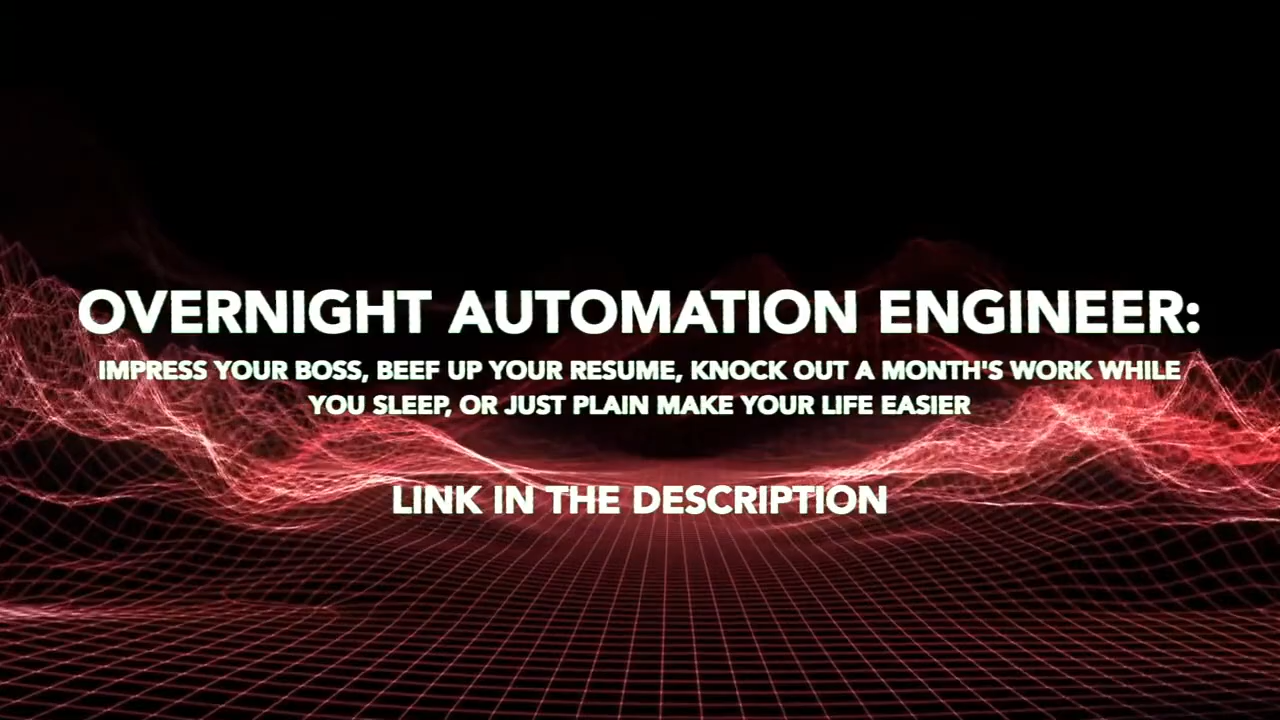 OVERNIGHT AUTOMATION ENGINEER:
IMPRESS YOUR BOSS, BEEF UP YOUR RESUME, KNOCK OUT A MONTH'S WORK WHILE
YOU SLEEP, OR JUST PLAIN MAKE YOUR LIFE EASIER
LINK IN THE DESCRIPTION